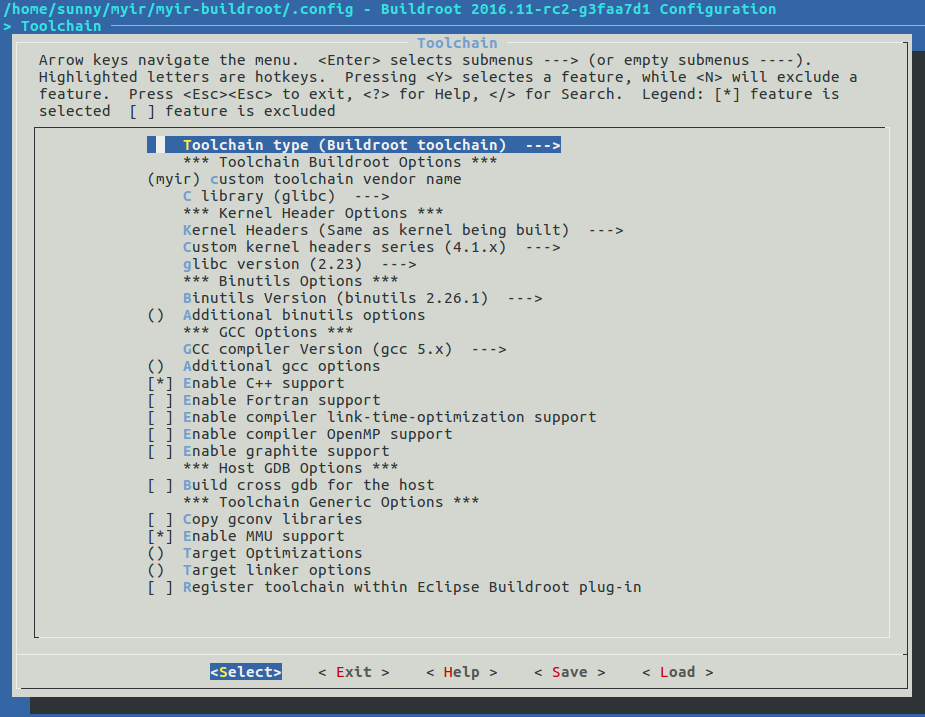 /home/sunny/myir/myir-buildroot/.config - Buildroot 2016.11-rc2-g3faa7d1 Configuration
> Toolchain
Toolchain
Arrow keys navigate the menu.  <Enter> selects submenus ---> (or empty submenus ----).
Highlighted letters are hotkeys.  Pressing <Y> selectes a feature, while <N> will exclude a
feature.  Press <Esc><Esc> to exit, <?> for Help, </> for Search.  Legend: [*] feature is
selected  [ ] feature is excluded
Toolchain type (Buildroot toolchain)  --->
*** Toolchain Buildroot Options ***
(myir) custom toolchain vendor name
C library (glibc)  --->
*** Kernel Header Options ***
Kernel Headers (Same as kernel being built)  --->
Custom kernel headers series (4.1.x)  --->
glibc version (2.23)  --->
*** Binutils Options ***
Binutils Version (binutils 2.26.1)  --->
()  Additional binutils options
*** GCC Options ***
GCC compiler Version (gcc 5.x)  --->
()  Additional gcc options
[*] Enable C++ support
[ ] Enable Fortran support
[ ] Enable compiler link-time-optimization support
[ ] Enable compiler OpenMP support
[ ] Enable graphite support
*** Host GDB Options ***
[ ] Build cross gdb for the host
*** Toolchain Generic Options ***
[ ] Copy gconv libraries
[*] Enable MMU support
()  Target Optimizations
()  Target linker options
[ ] Register toolchain within Eclipse Buildroot plug-in
<Select>    < Exit >    < Help >    < Save >    < Load >